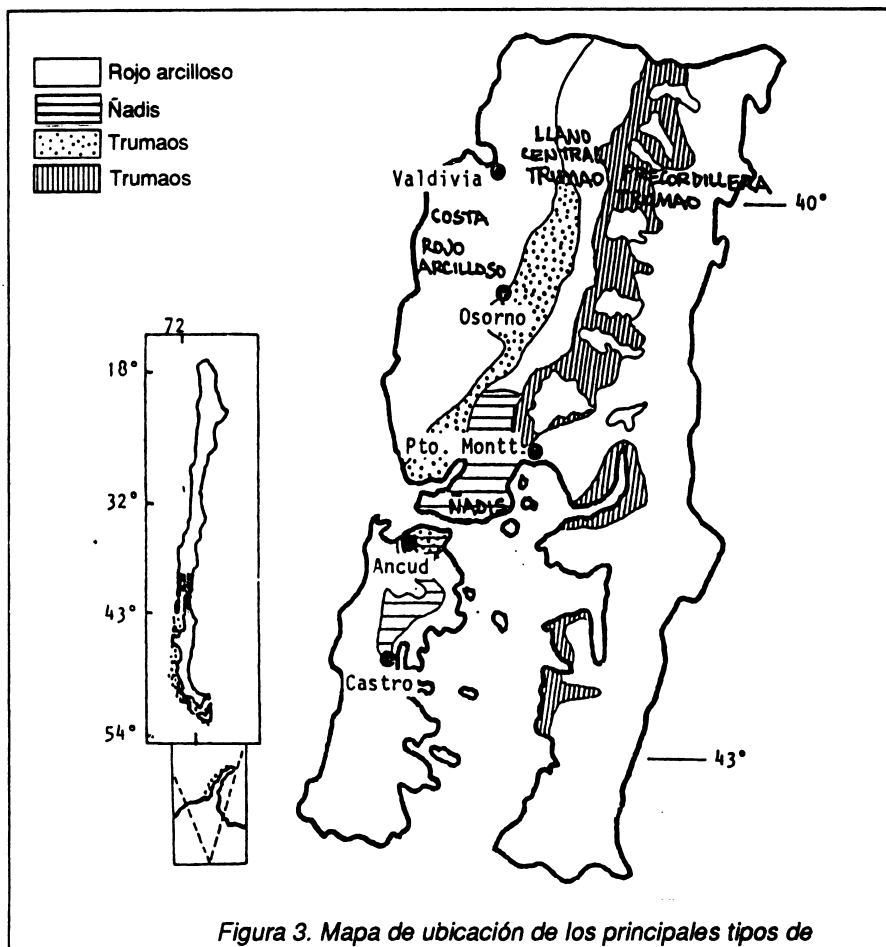 Rojo arcilloso
Ñadis
Trumaos
Trumaos
LLANO
CENTRAL
TRUMAO
PRECORDILLERA
TRUMAO
Valdivia
40°
COSTA
ROJO
ARCILLOSO
Osorno
72
18°
Pto. Montt
32°
ÑADIS
Ancud
43°
Castro
54°
43°
Figura 3. Mapa de ubicación de los principales tipos de